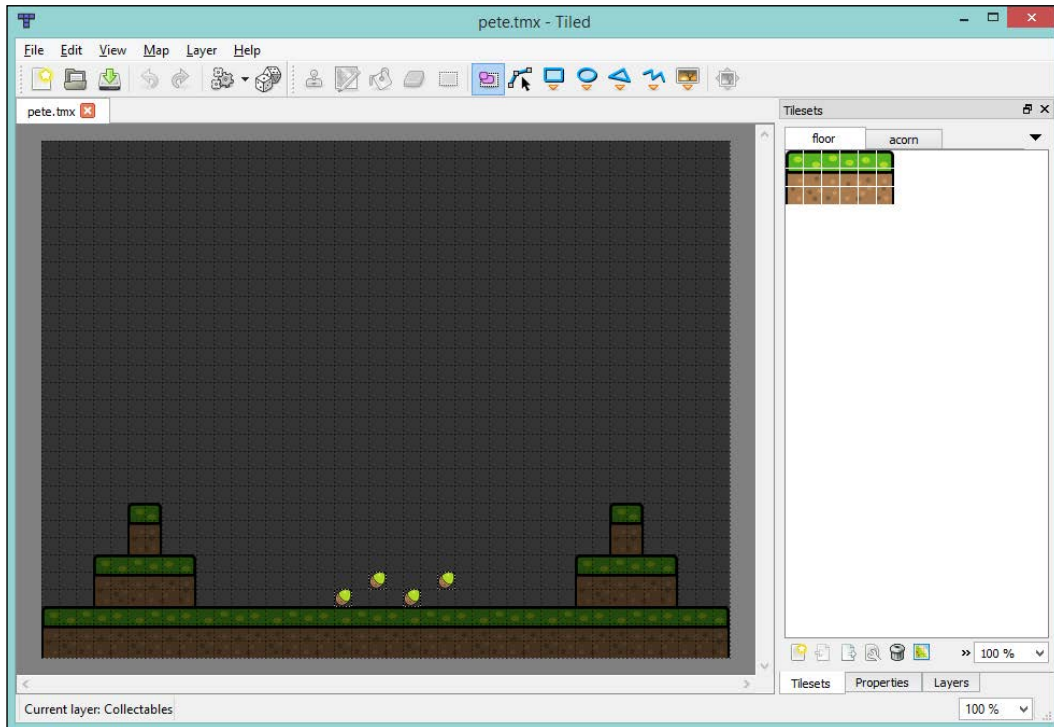 pete.tmx - Tiled
File Edit View Map Layer Help
pete.tmx
Tilesets
floor acorn
100 %
Tilesets Properties Layers
Current layer: Collectables
100 %